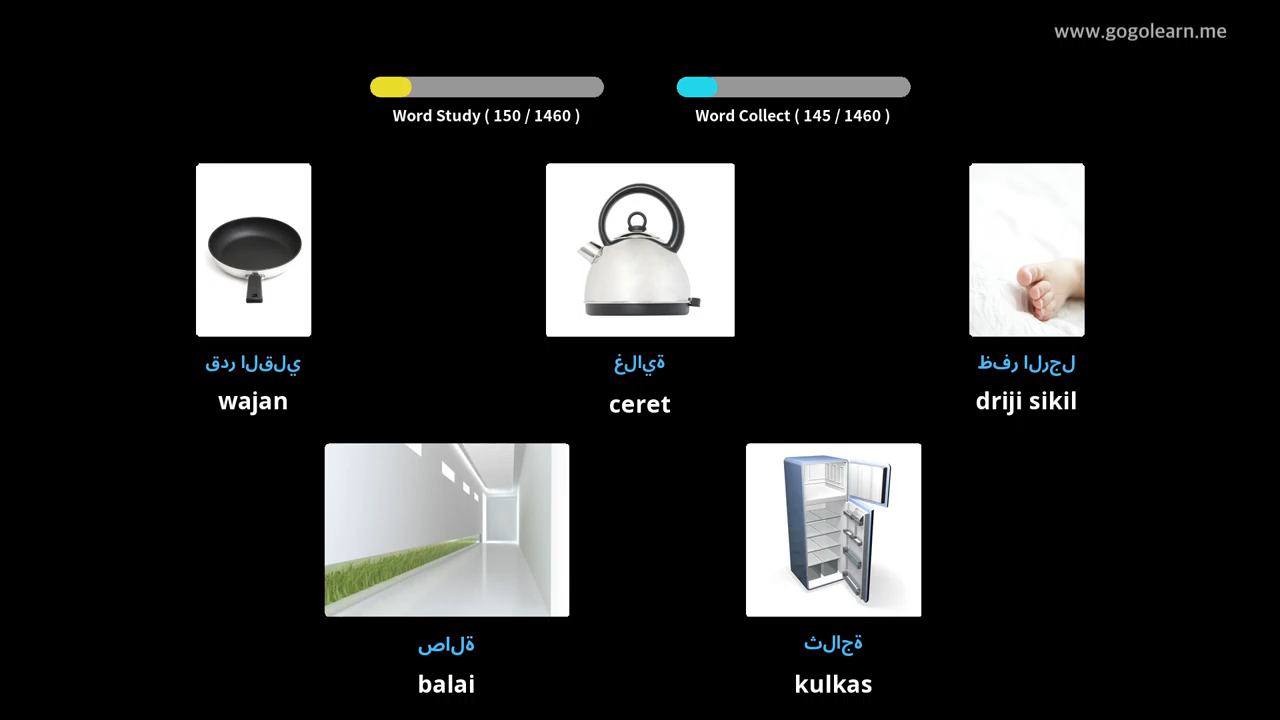 www.gogolearn.me
Word Study ( 150 / 1460 )
Word Collect ( 145 / 1460 )
قدر القلي
غلاية
ظفر الرجل
wajan
ceret
driji sikil
صالة
ثلاجة
balai
kulkas